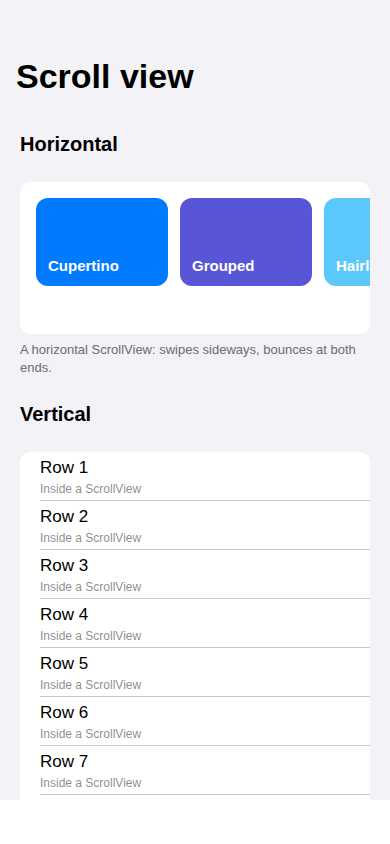 Scroll view
Horizontal
Cupertino
Grouped
Hairl
A horizontal ScrollView: swipes sideways, bounces at both
ends.
Vertical
Row 1
Inside a ScrollView
Row 2
Inside a ScrollView
Row 3
Inside a ScrollView
Row 4
Inside a ScrollView
Row 5
Inside a ScrollView
Row 6
Inside a ScrollView
Row 7
Inside a ScrollView